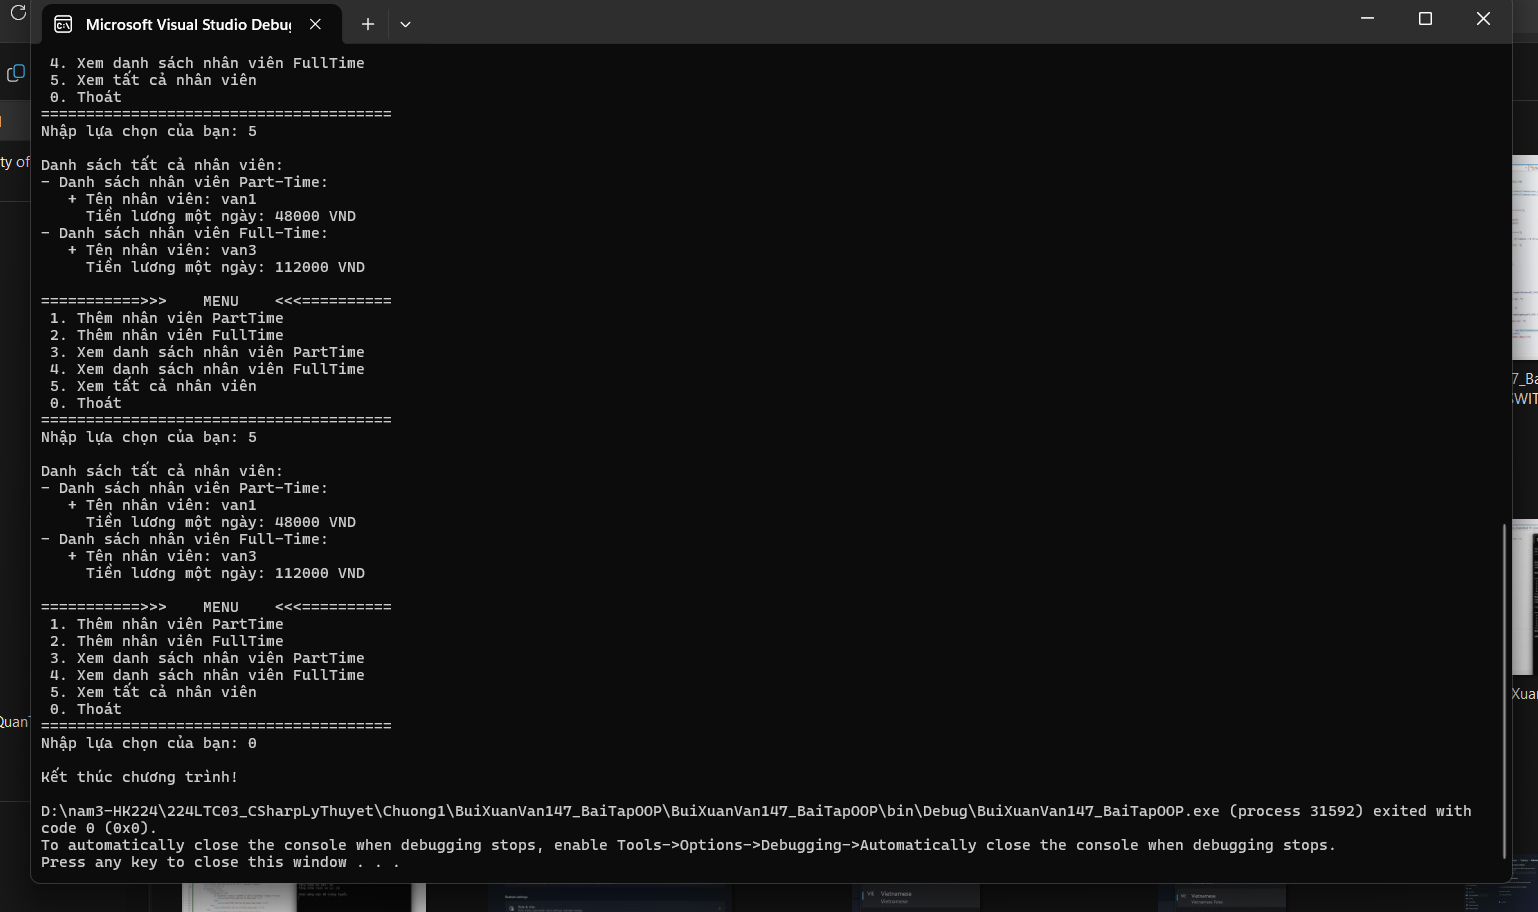 Microsoft Visual Studio Debug
4. Xem danh sách nhân viên FullTime
5. Xem tất cả nhân viên
0. Thoát
=======================================
Nhập lựa chọn của bạn: 5
Danh sách tất cả nhân viên:
- Danh sách nhân viên Part-Time:
+ Tên nhân viên: van1
Tiền lương một ngày: 48000 VND
- Danh sách nhân viên Full-Time:
+ Tên nhân viên: van3
Tiền lương một ngày: 112000 VND
===========>>>    MENU    <<<==========
1. Thêm nhân viên PartTime
2. Thêm nhân viên FullTime
3. Xem danh sách nhân viên PartTime
4. Xem danh sách nhân viên FullTime
5. Xem tất cả nhân viên
0. Thoát
=======================================
Nhập lựa chọn của bạn: 5
Danh sách tất cả nhân viên:
- Danh sách nhân viên Part-Time:
+ Tên nhân viên: van1
Tiền lương một ngày: 48000 VND
- Danh sách nhân viên Full-Time:
+ Tên nhân viên: van3
Tiền lương một ngày: 112000 VND
===========>>>    MENU    <<<==========
1. Thêm nhân viên PartTime
2. Thêm nhân viên FullTime
3. Xem danh sách nhân viên PartTime
4. Xem danh sách nhân viên FullTime
5. Xem tất cả nhân viên
0. Thoát
=======================================
Nhập lựa chọn của bạn: 0
Kết thúc chương trình!
D:\nam3-HK224\224LTC03_CSharpLyThuyet\Chuong1\BuiXuanVan147_BaiTapOOP\BuiXuanVan147_BaiTapOOP\bin\Debug\BuiXuanVan147_BaiTapOOP.exe (process 31592) exited with
code 0 (0x0).
To automatically close the console when debugging stops, enable Tools->Options->Debugging->Automatically close the console when debugging stops.
Press any key to close this window . . .
ty of
Quan
7_Ba
SWIT
Xuan
Vietnamese
Vietnamese